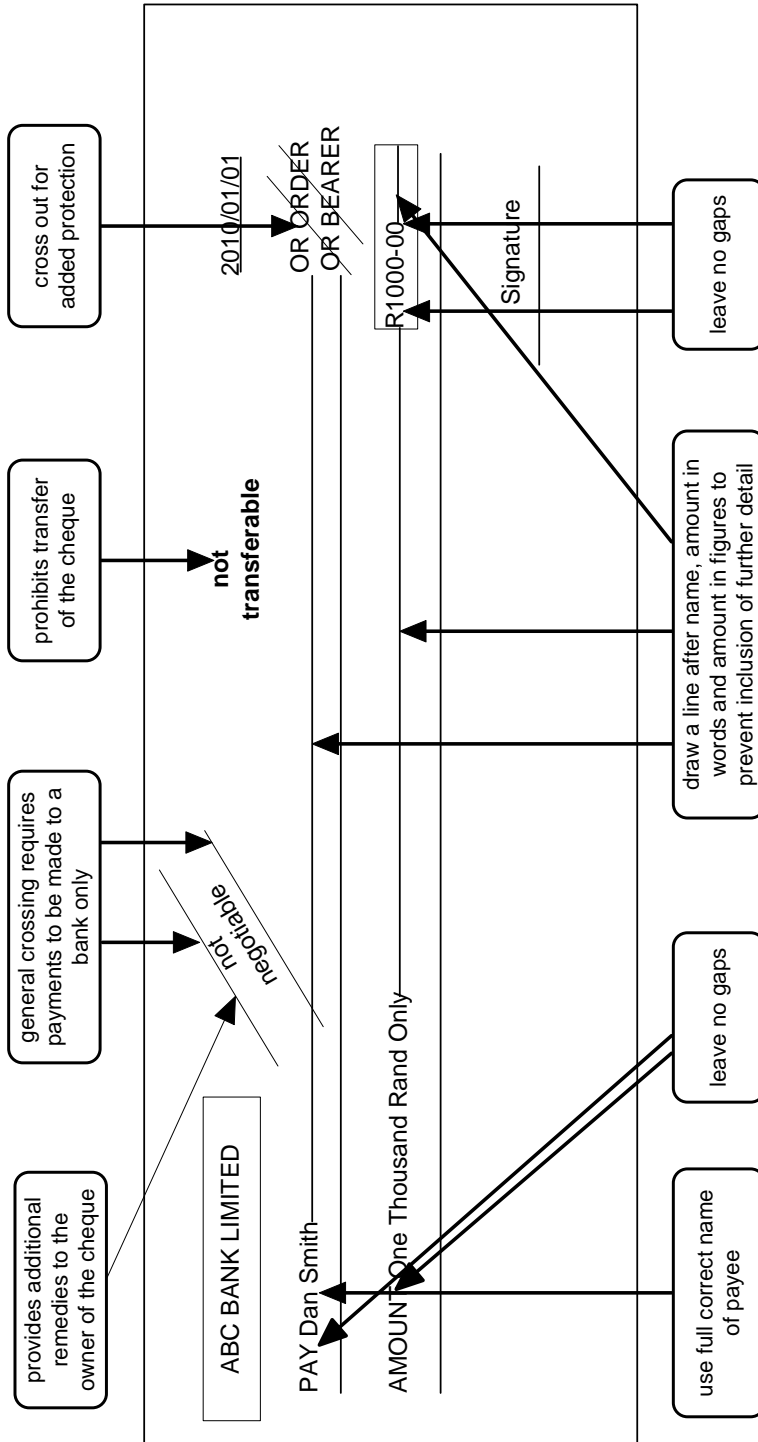 provides additional
remedies to the
owner of the cheque
general crossing requires
payments to be made to a
bank only
prohibits transfer
of the cheque
cross out for
added protection
ABC BANK LIMITED
not
negotiable
not
transferable
2010/01/01
PAY Dan Smith
OR ORDER
OR BEARER
AMOUNT One Thousand Rand Only
R1000-00
Signature
use full correct name
of payee
leave no gaps
draw a line after name, amount in
words and amount in figures to
prevent inclusion of further detail
leave no gaps